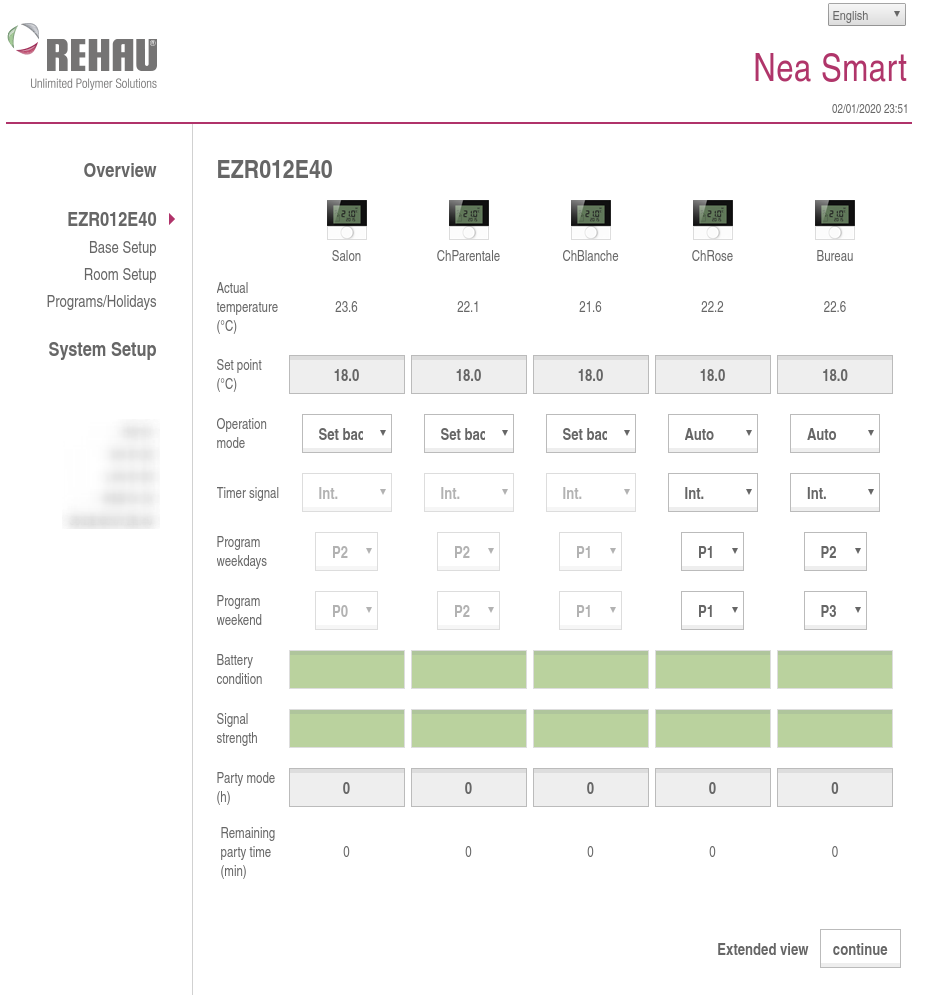 English
REHAU®
Unlimited Polymer Solutions
Nea Smart
02/01/2020 23:51
Overview
EZR012E40
Base Setup
Room Setup
Programs/Holidays
System Setup
EZR012E40
Salon ChParentale ChBlanche ChRose Bureau
Actual
temperature 23.6 22.1 21.6 22.2 22.6
(°C)
Set point
(°C) 18.0 18.0 18.0 18.0 18.0
Operation
mode Set bac Set bac Set bac Auto Auto
Timer signal Int. Int. Int. Int. Int.
Program
weekdays P2 P2 P1 P1 P2
Program
weekend P0 P2 P1 P1 P3
Battery
condition
Signal
strength
Party mode
(h) 0 0 0 0 0
Remaining
party time 0 0 0 0 0
(min)
Extended view continue